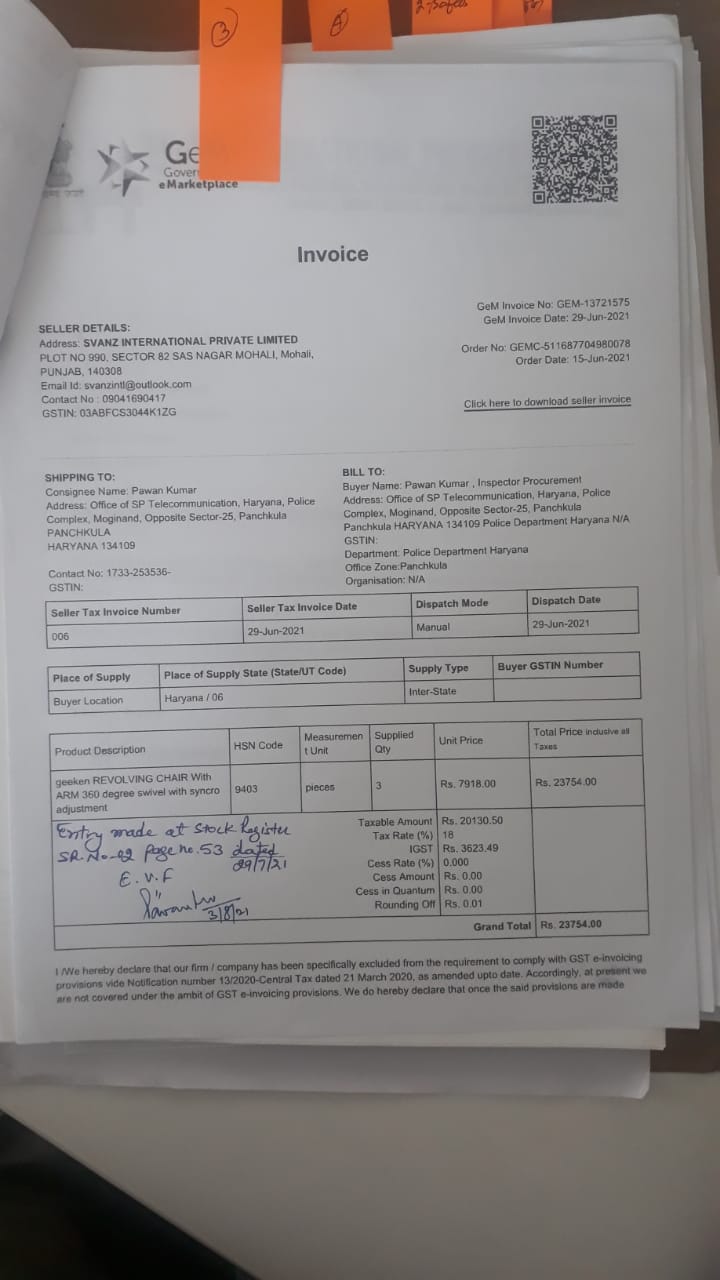 3
4
Ge
Gover
eMarketplace
Invoice
GeM Invoice No: GEM-13721575
GeM Invoice Date: 29-Jun-2021
Order No: GEMC-511687704980078
Order Date: 15-Jun-2021
Click here to download seller invoice
SELLER DETAILS:
Address: SVANZ INTERNATIONAL PRIVATE LIMITED
PLOT NO 990, SECTOR 82 SAS NAGAR MOHALI, Mohali,
PUNJAB, 140308
Email Id: svanzintl@outlook.com
Contact No : 09041690417
GSTIN: 03ABFCS3044K1ZG
SHIPPING TO:
Consignee Name: Pawan Kumar
Address: Office of SP Telecommunication, Haryana, Police
Complex, Moginand, Opposite Sector-25, Panchkula
PANCHKULA
HARYANA 134109
Contact No: 1733-253536-
GSTIN:
BILL TO:
Buyer Name: Pawan Kumar , Inspector Procurement
Address: Office of SP Telecommunication, Haryana, Police
Complex, Moginand, Opposite Sector-25, Panchkula
Panchkula HARYANA 134109 Police Department Haryana N/A
GSTIN:
Department: Police Department Haryana
Office Zone:Panchkula
Organisation: N/A
Seller Tax Invoice Number Seller Tax Invoice Date Dispatch Mode Dispatch Date
006 29-Jun-2021 Manual 29-Jun-2021
Place of Supply Place of Supply State (State/UT Code) Supply Type Buyer GSTIN Number
Buyer Location Haryana / 06 Inter-State
Product Description HSN Code Measuremen Supplied Unit Price Total Price inclusive all
t Unit Qty Taxes
geeken REVOLVING CHAIR With 9403 pieces 3 Rs. 7918.00 Rs. 23754.00
ARM 360 degree swivel with syncro
adjustment
Entry made at Stock Register
SR. No-02 page no. 53 dated
29/7/21
E.V.F
3/8/21
Taxable Amount Rs. 20130.50
Tax Rate (%) 18
IGST Rs. 3623.49
Cess Rate (%) 0.000
Cess Amount Rs. 0.00
Cess in Quantum Rs. 0.00
Rounding Off Rs. 0.01
Grand Total Rs. 23754.00
I /We hereby declare that our firm / company has been specifically excluded from the requirement to comply with GST e-invoicing
provisions vide Notification number 13/2020-Central Tax dated 21 March 2020, as amended upto date. Accordingly, at present we
are not covered under the ambit of GST e-invoicing provisions. We do hereby declare that once the said provisions are made